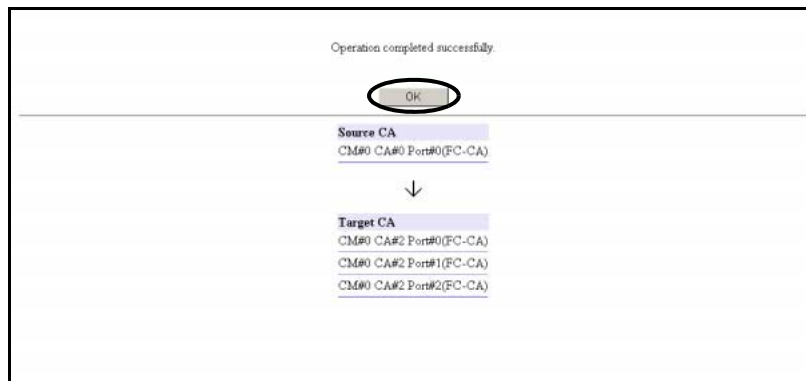 Operation completed successfully.
OK
Source CA
CM#0 CA#0 Port#0(FC-CA)
↓
Target CA
CM#0 CA#2 Port#0(FC-CA)
CM#0 CA#2 Port#1(FC-CA)
CM#0 CA#2 Port#2(FC-CA)